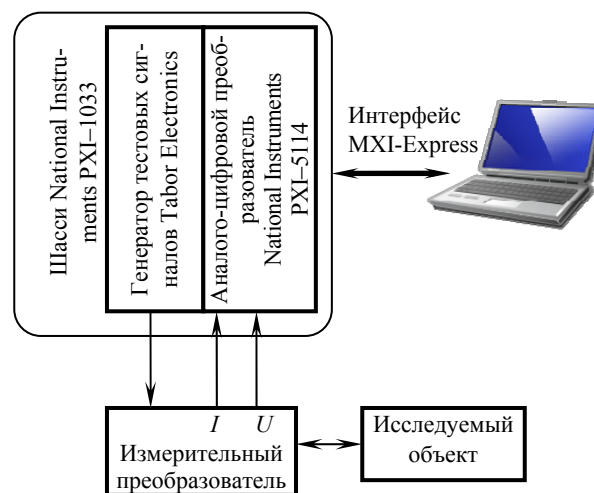 Шасси National Instru-
ments PXI–1033
Генератор тестовых сиг-
налов Tabor Electronics
Аналого-цифровой преоб-
разователь
National Instruments
PXI–5114
Интерфейс
MXI-Express
I U
Измерительный
преобразователь
Исследуемый
объект